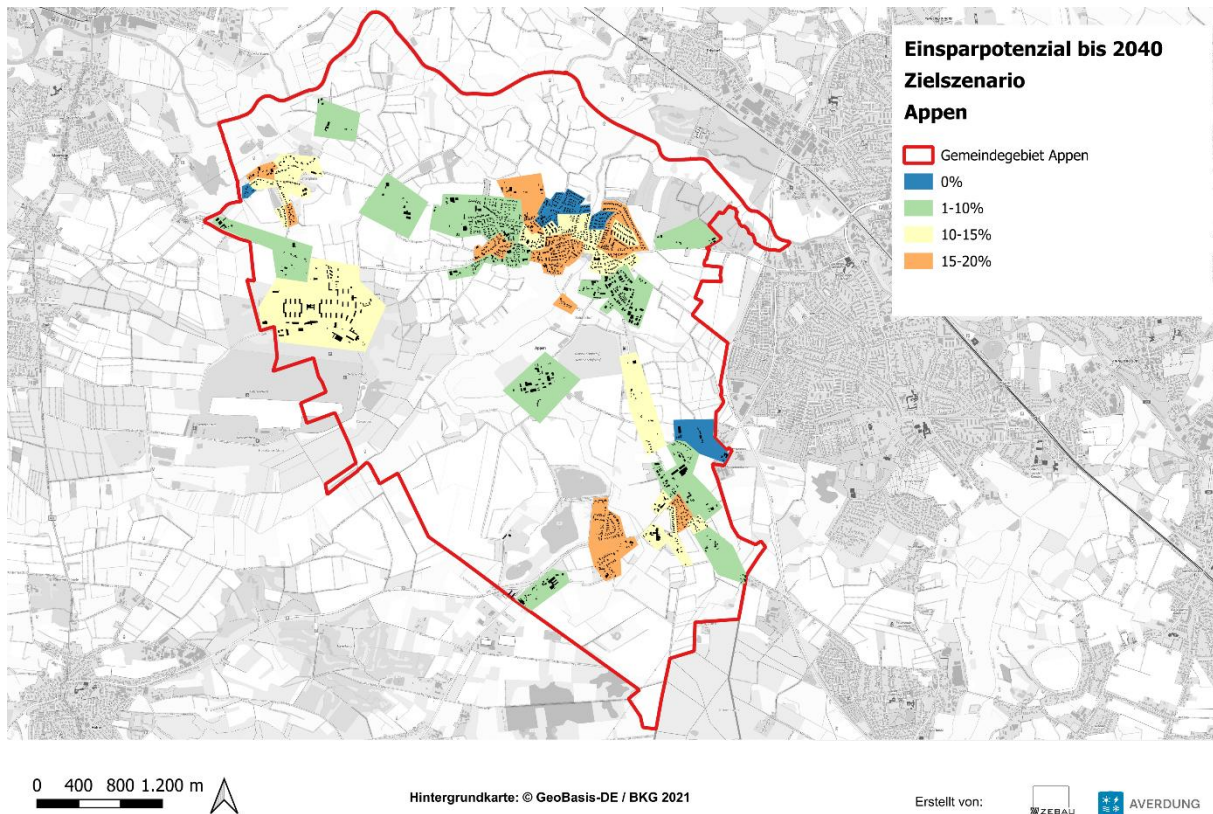 Einsparpotenzial bis 2040
Zielszenario
Appen
Gemeindegebiet Appen
0%
1-10%
10-15%
15-20%
Appen
0 400 800 1.200 m
Hintergrundkarte: © GeoBasis-DE / BKG 2021
Erstellt von:
ZEBAU
AVERDUNG